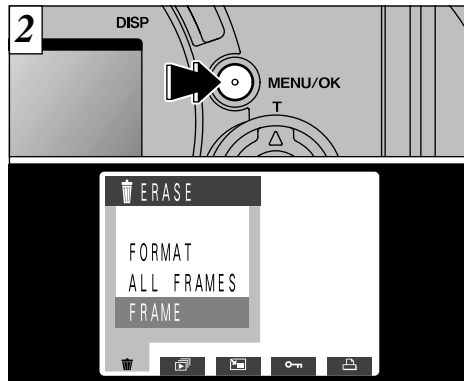 2
DISP
MENU/OK
T
ERASE
FORMAT
ALL FRAMES
FRAME